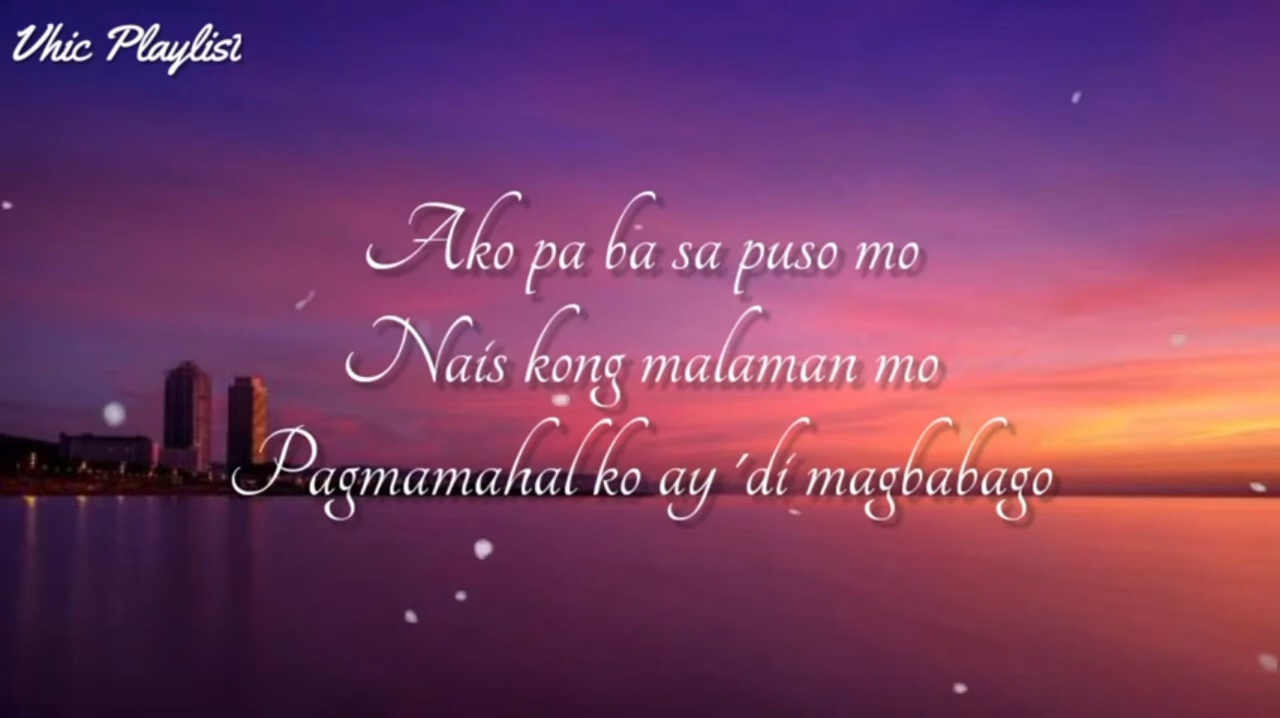 Vhic Playlist
Ako pa ba sa puso mo
Nais kong malaman mo
Pagmamahal ko ay 'di magbabago